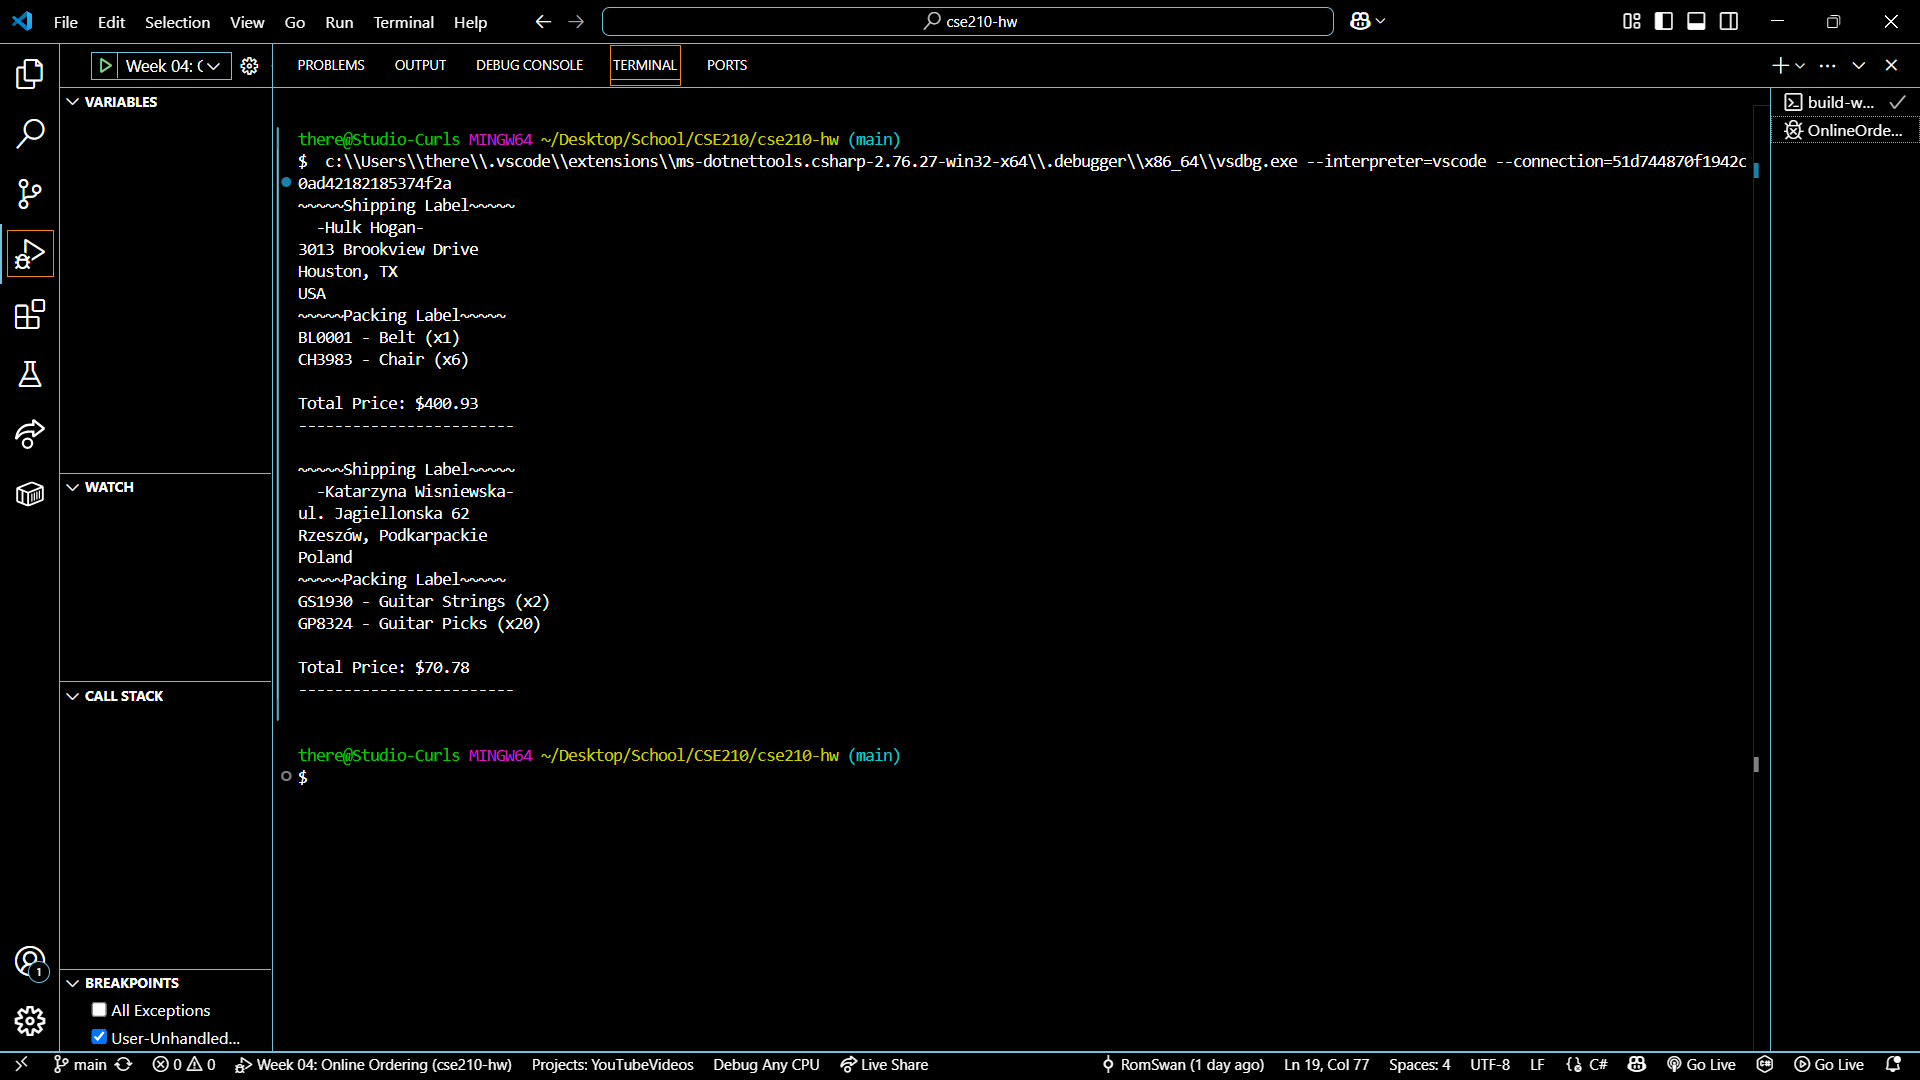 File Edit Selection View Go Run Terminal Help cse210-hw
Week 04: (
PROBLEMS OUTPUT DEBUG CONSOLE TERMINAL PORTS
VARIABLES
WATCH
CALL STACK
BREAKPOINTS
All Exceptions
User-Unhandled...
there@Studio-Curls MINGW64 ~/Desktop/School/CSE210/cse210-hw (main)
$ c:\\Users\\there\\.vscode\\extensions\\ms-dotnettools.csharp-2.76.27-win32-x64\\.debugger\\x86_64\\vsdbg.exe --interpreter=vscode --connection=51d744870f1942c
0ad42182185374f2a
~~~~~Shipping Label~~~~~
-Hulk Hogan-
3013 Brookview Drive
Houston, TX
USA
~~~~~Packing Label~~~~~
BL0001 - Belt (x1)
CH3983 - Chair (x6)
Total Price: $400.93
------------------------
~~~~~Shipping Label~~~~~
-Katarzyna Wisniewska-
ul. Jagiellonska 62
Rzeszów, Podkarpackie
Poland
~~~~~Packing Label~~~~~
GS1930 - Guitar Strings (x2)
GP8324 - Guitar Picks (x20)
Total Price: $70.78
------------------------
there@Studio-Curls MINGW64 ~/Desktop/School/CSE210/cse210-hw (main)
$
build-w...
OnlineOrde...
1
main 0 0 Week 04: Online Ordering (cse210-hw) Projects: YouTubeVideos Debug Any CPU Live Share RomSwan (1 day ago) Ln 19, Col 77 Spaces: 4 UTF-8 LF {} C# Go Live Go Live